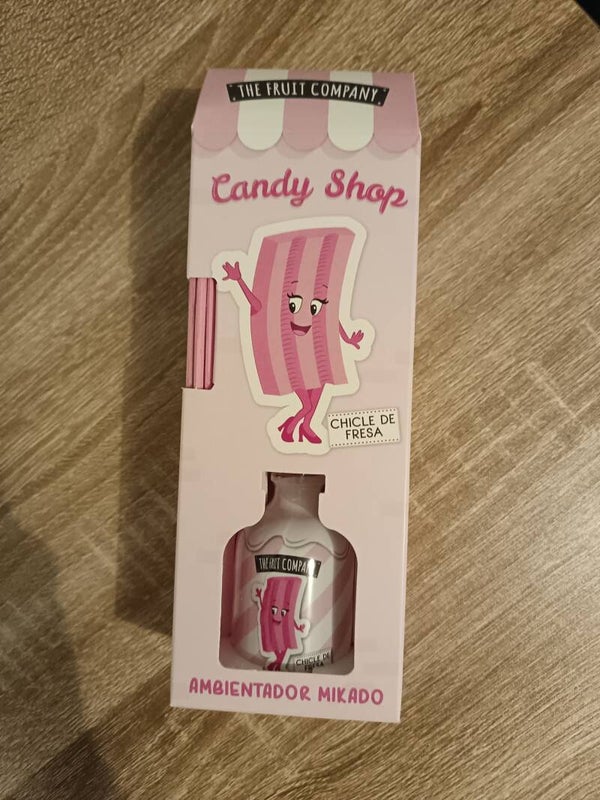 THE FRUIT COMPANY
Candy Shop
CHICLE DE
FRESA
THE FRUIT COMPANY
CHICLE DE
FRESA
AMBIENTADOR MIKADO